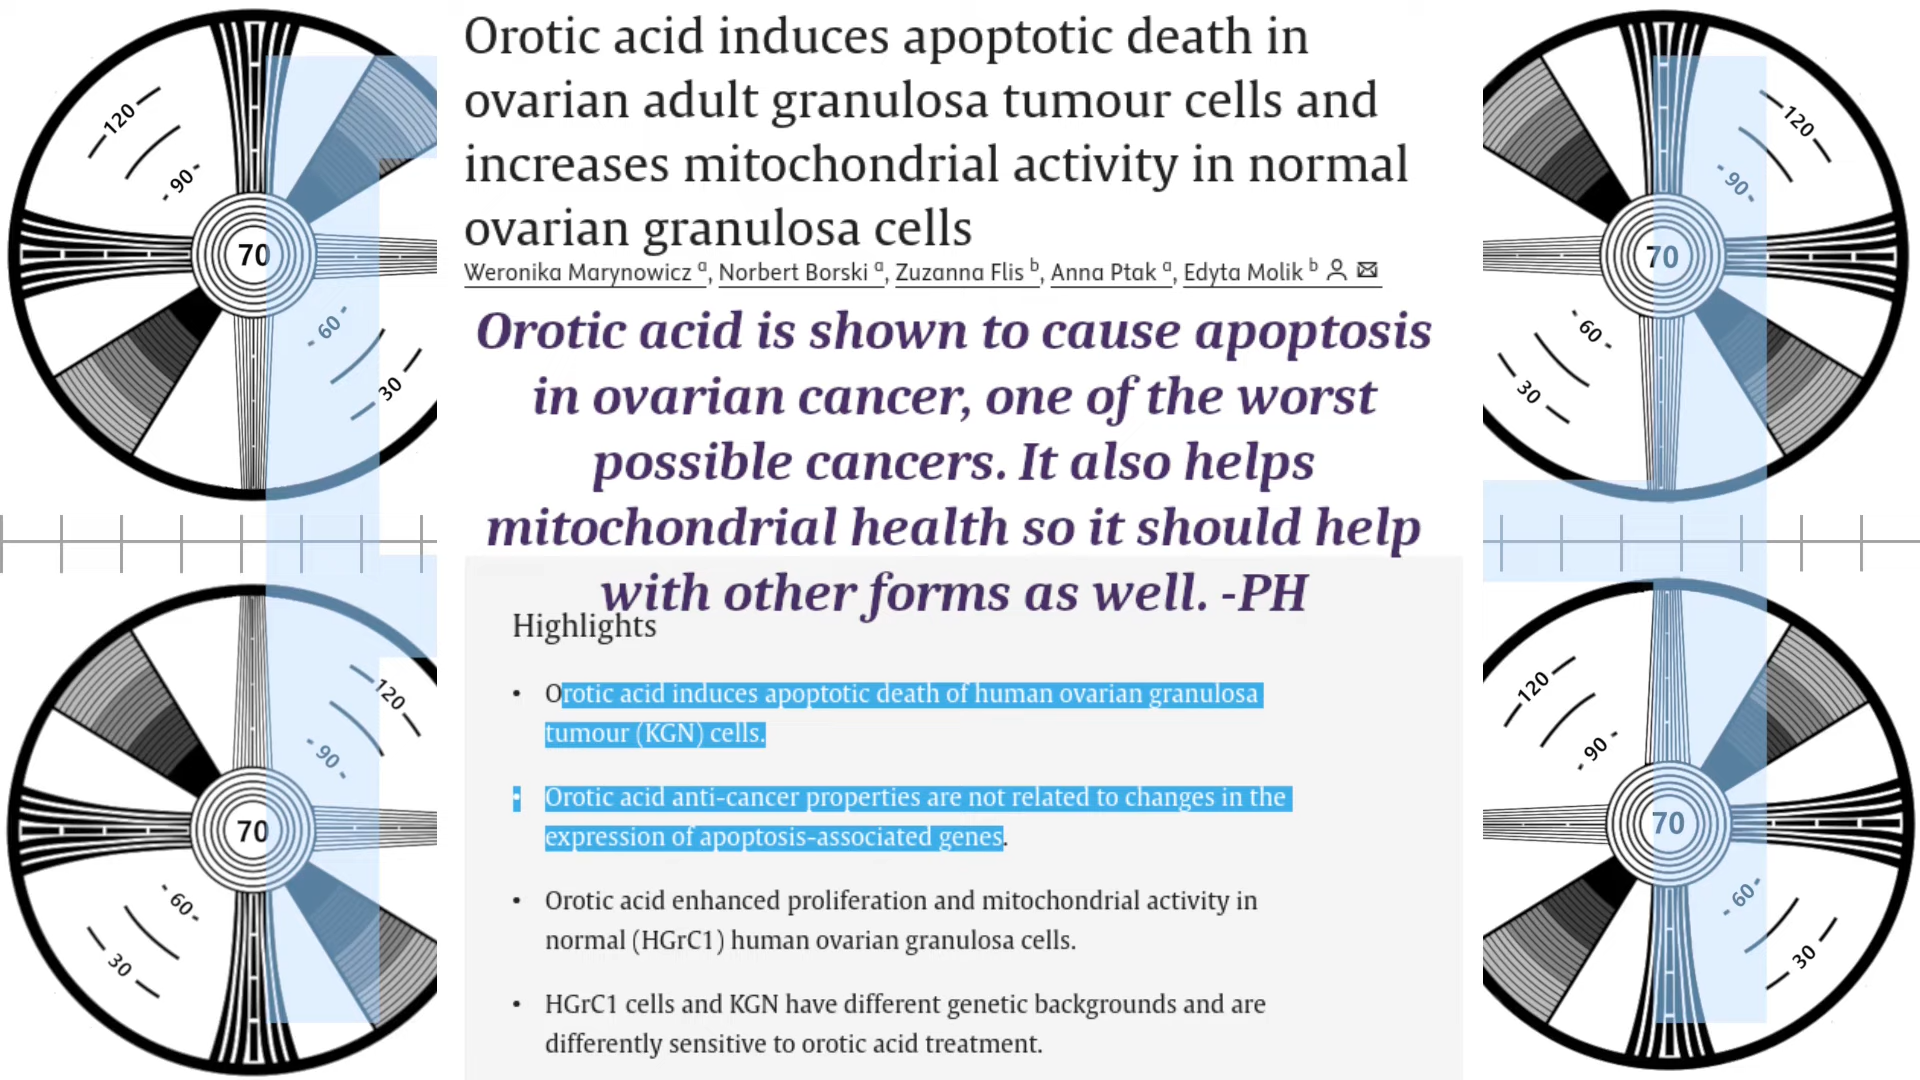 Orotic acid induces apoptotic death in
ovarian adult granulosa tumour cells and
increases mitochondrial activity in normal
ovarian granulosa cells
Weronika Marynowicz a, Norbert Borski a, Zuzanna Flis b, Anna Ptak a, Edyta Molik b
Orotic acid is shown to cause apoptosis
in ovarian cancer, one of the worst
possible cancers. It also helps
mitochondrial health so it should help
with other forms as well. -PH
Highlights
• Orotic acid induces apoptotic death of human ovarian granulosa
tumour (KGN) cells.
• Orotic acid anti-cancer properties are not related to changes in the
expression of apoptosis-associated genes.
• Orotic acid enhanced proliferation and mitochondrial activity in
normal (HGrC1) human ovarian granulosa cells.
• HGrC1 cells and KGN have different genetic backgrounds and are
differently sensitive to orotic acid treatment.
120
90
70
60
30
120
90
70
60
30
120
90
70
60
30
120
90
70
60
30